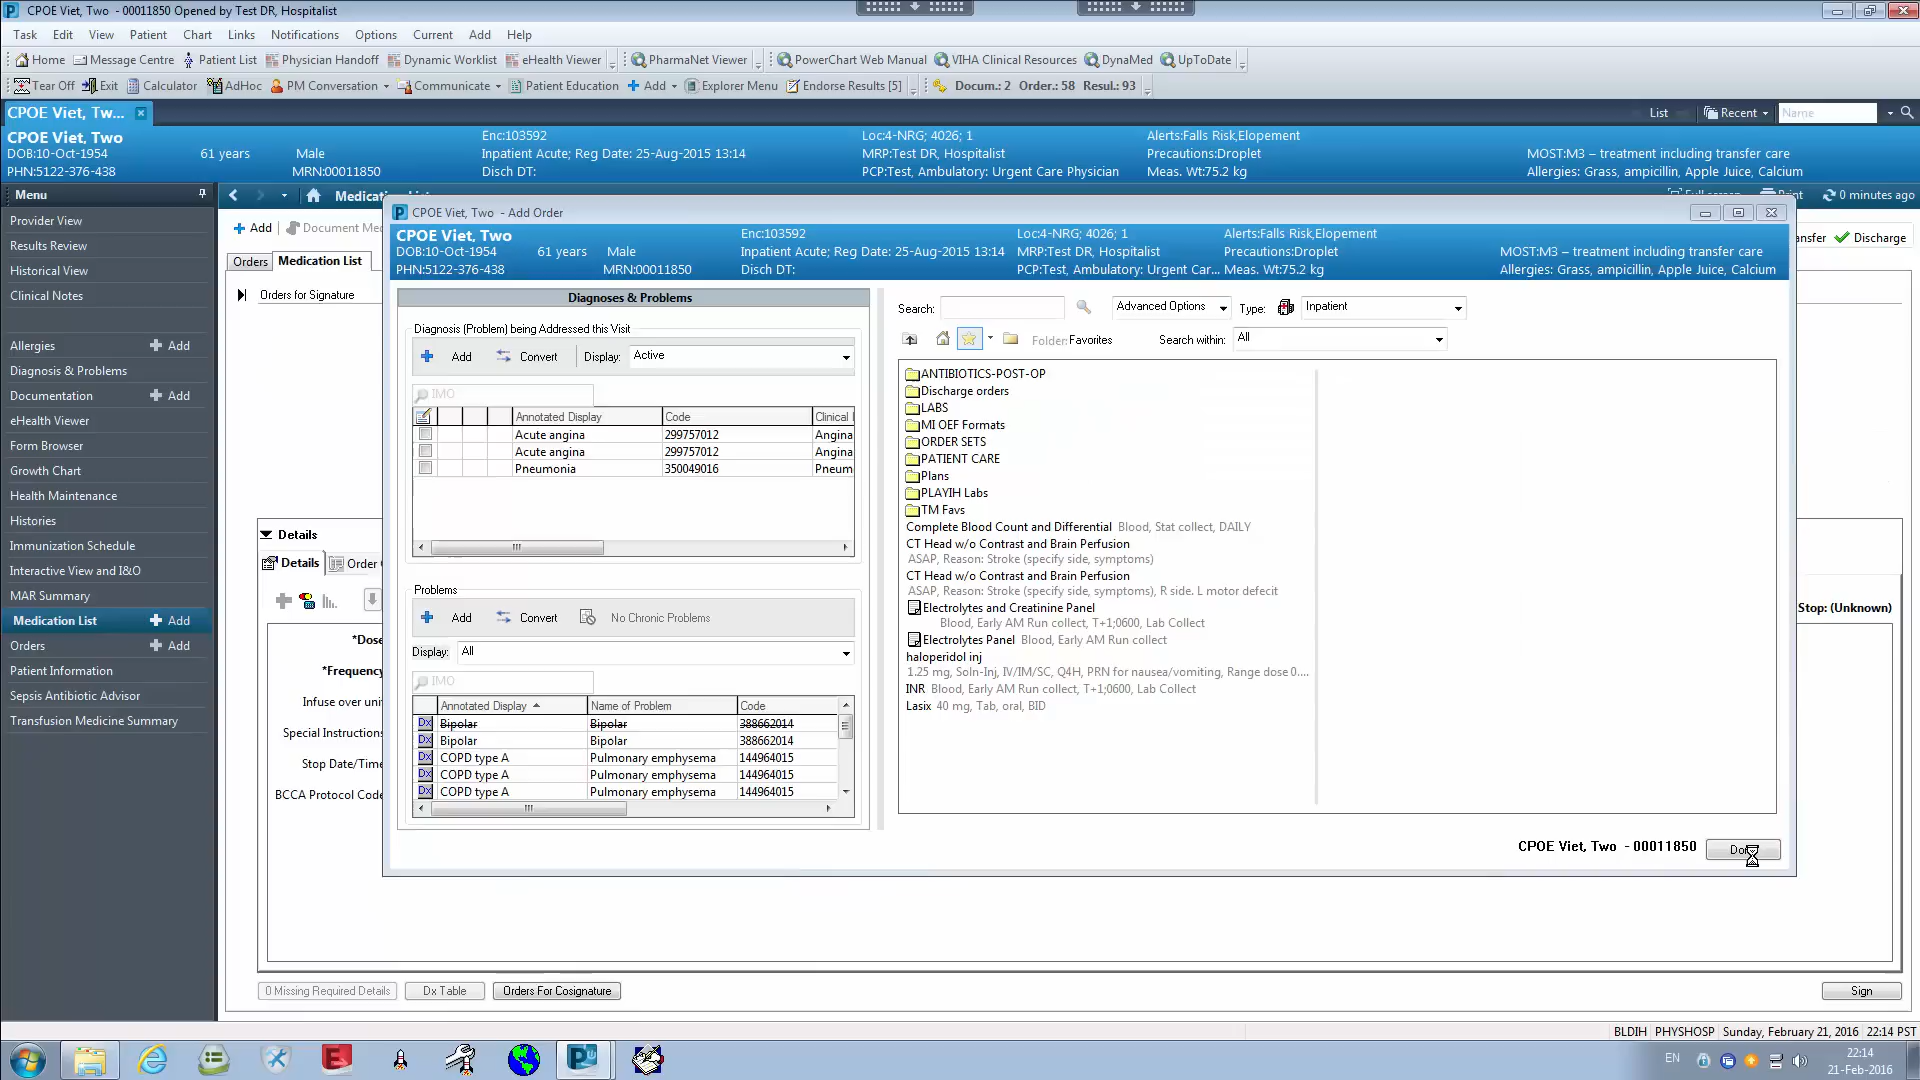 CPOE Viet, Two - 00011850 Opened by Test DR, Hospitalist
Task Edit View Patient Chart Links Notifications Options Current Add Help
Home Message Centre Patient List Physician Handoff Dynamic Worklist eHealth Viewer PharmaNet Viewer PowerChart Web Manual VIHA Clinical Resources DynaMed UpToDate
Tear Off Exit Calculator AdHoc PM Conversation Communicate Patient Education Add Explorer Menu Endorse Results [5] Docum.: 2 Order.: 58 Resul.: 93
CPOE Viet, Tw... List Recent Name
CPOE Viet, Two Enc:103592 Loc:4-NRG; 4026; 1 Alerts:Falls Risk,Elopement
DOB:10-Oct-1954 61 years Male Inpatient Acute; Reg Date: 25-Aug-2015 13:14 MRP:Test DR, Hospitalist Precautions:Droplet MOST:M3 – treatment including transfer care
PHN:5122-376-438 MRN:00011850 Disch DT: PCP:Test, Ambulatory: Urgent Care Physician Meas. Wt:75.2 kg Allergies: Grass, ampicillin, Apple Juice, Calcium
Menu
Provider View
Results Review
Historical View
Clinical Notes
Allergies Add
Diagnosis & Problems
Documentation Add
eHealth Viewer
Form Browser
Growth Chart
Health Maintenance
Histories
Immunization Schedule
Interactive View and I&O
MAR Summary
Medication List Add
Orders Add
Patient Information
Sepsis Antibiotic Advisor
Transfusion Medicine Summary
Full screen Print 0 minutes ago
Add Document Med
Discharge
Orders Medication List
Orders for Signature
Details
Details Order
*Dose
*Frequency
Infuse over uni
Special Instructions
Stop Date/Time
BCCA Protocol Code
Stop: (Unknown)
0 Missing Required Details Dx Table Orders For Cosignature Sign
CPOE Viet, Two - Add Order
CPOE Viet, Two Enc:103592 Loc:4-NRG; 4026; 1 Alerts:Falls Risk,Elopement
DOB:10-Oct-1954 61 years Male Inpatient Acute; Reg Date: 25-Aug-2015 13:14 MRP:Test DR, Hospitalist Precautions:Droplet MOST:M3 – treatment including transfer care
PHN:5122-376-438 MRN:00011850 Disch DT: PCP:Test, Ambulatory: Urgent Car... Meas. Wt:75.2 kg Allergies: Grass, ampicillin, Apple Juice, Calcium
Diagnoses & Problems
Diagnosis (Problem) being Addressed this Visit
Add Convert Display: Active
IMO
Annotated Display Code Clinical
Acute angina 299757012 Angina
Acute angina 299757012 Angina
Pneumonia 350049016 Pneum
Problems
Add Convert No Chronic Problems
Display: All
IMO
Annotated Display Name of Problem Code
Dx Bipolar Bipolar 388662014
Dx Bipolar Bipolar 388662014
Dx COPD type A Pulmonary emphysema 144964015
Dx COPD type A Pulmonary emphysema 144964015
Dx COPD type A Pulmonary emphysema 144964015
Search: Advanced Options Type: Inpatient
Folder: Favorites Search within: All
ANTIBIOTICS-POST-OP
Discharge orders
LABS
MI OEF Formats
ORDER SETS
PATIENT CARE
Plans
PLAYIH Labs
TM Favs
Complete Blood Count and Differential Blood, Stat collect, DAILY
CT Head w/o Contrast and Brain Perfusion
ASAP, Reason: Stroke (specify side, symptoms)
CT Head w/o Contrast and Brain Perfusion
ASAP, Reason: Stroke (specify side, symptoms), R side. L motor defecit
Electrolytes and Creatinine Panel
Blood, Early AM Run collect, T+1;0600, Lab Collect
Electrolytes Panel Blood, Early AM Run collect
haloperidol inj
1.25 mg, Soln-Inj, IV/IM/SC, Q4H, PRN for nausea/vomiting, Range dose 0....
INR Blood, Early AM Run collect, T+1;0600, Lab Collect
Lasix 40 mg, Tab, oral, BID
CPOE Viet, Two - 00011850
BLDIH PHYSHOSP Sunday, February 21, 2016 22:14 PST
EN 22:14
21-Feb-2016